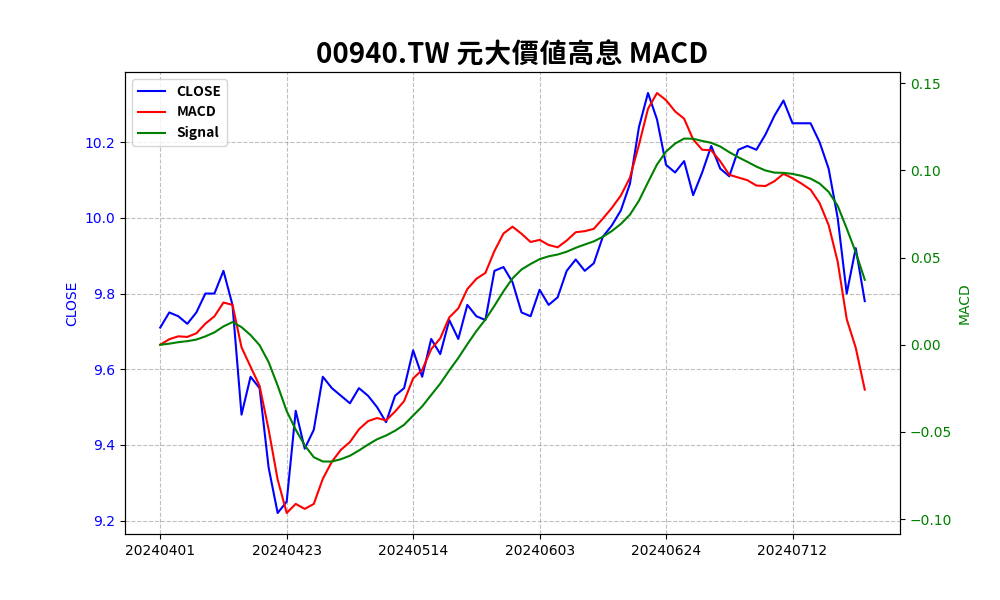 00940.TW 元大價值高息 MACD
CLOSE
MACD
Signal
10.2
10.0
9.8
9.6
9.4
9.2
CLOSE
0.15
0.10
0.05
0.00
−0.05
−0.10
MACD
20240401 20240423 20240514 20240603 20240624 20240712